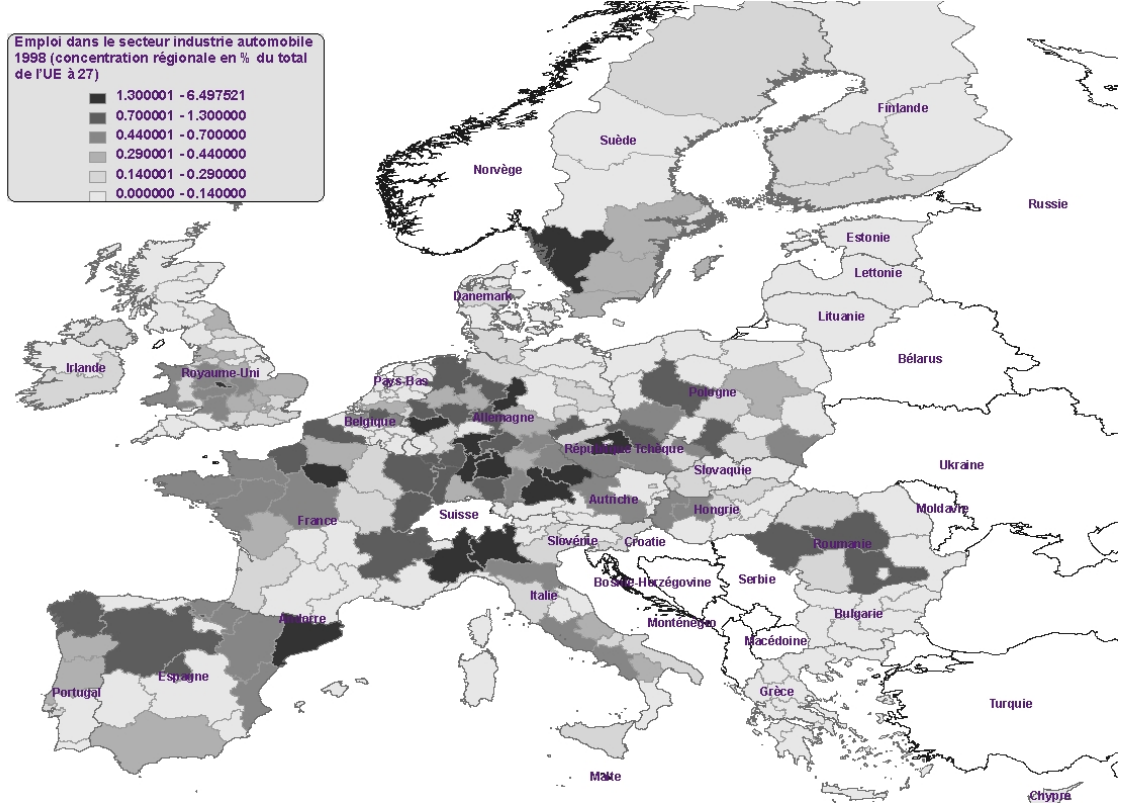 Emploi dans le secteur industrie automobile
1998 (concentration régionale en % du total
de l'UE à 27)
1.300001 - 6.497521
0.700001 - 1.300000
0.440001 - 0.700000
0.290001 - 0.440000
0.140001 - 0.290000
0.000000 - 0.140000
Finlande
Suède
Norvège
Russie
Estonie
Lettonie
Danemark
Lituanie
Bélarus
Irlande
Royaume-Uni
Pays-Bas
Pologne
Belgique
Allemagne
République Tchèque
Ukraine
Slovaquie
Autriche
Moldavre
Hongrie
Suisse
France
Slovénie
Croatie
Roumanie
Bosnie-Herzégovine
Serbie
Italie
Bulgarie
Andorre
Monténégro
Macédoine
Espagne
Portugal
Grèce
Turquie
Malte
Chypre